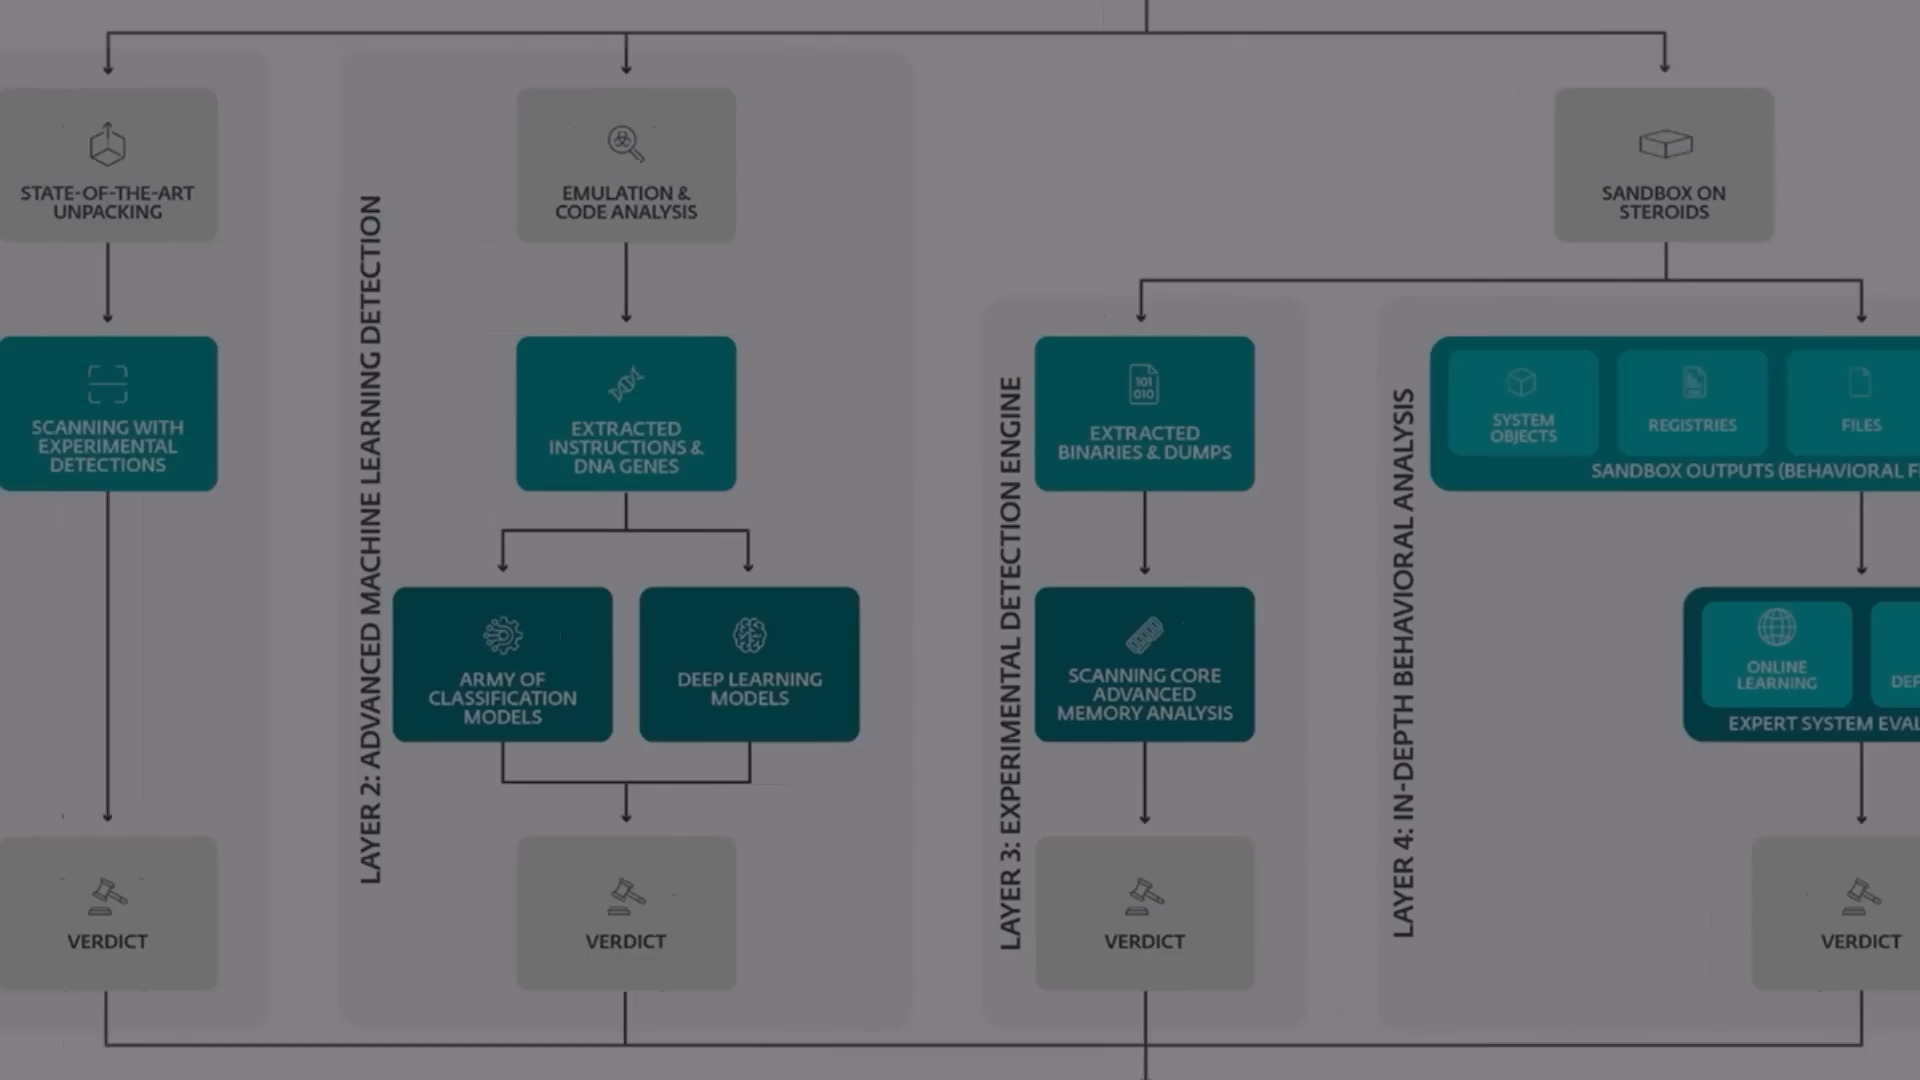 STATE-OF-THE-ART
UNPACKING
SCANNING WITH
EXPERIMENTAL
DETECTIONS
VERDICT
LAYER 2: ADVANCED MACHINE LEARNING DETECTION
EMULATION &
CODE ANALYSIS
EXTRACTED
INSTRUCTIONS &
DNA GENES
ARMY OF
CLASSIFICATION
MODELS
DEEP LEARNING
MODELS
VERDICT
SANDBOX ON
STEROIDS
LAYER 3: EXPERIMENTAL DETECTION ENGINE
101
010
EXTRACTED
BINARIES & DUMPS
SCANNING CORE
ADVANCED
MEMORY ANALYSIS
VERDICT
LAYER 4: IN-DEPTH BEHAVIORAL ANALYSIS
SYSTEM
OBJECTS
REGISTRIES
FILES
SANDBOX OUTPUTS (BEHAVIORAL F
ONLINE
LEARNING
DEF
EXPERT SYSTEM EVAL
VERDICT